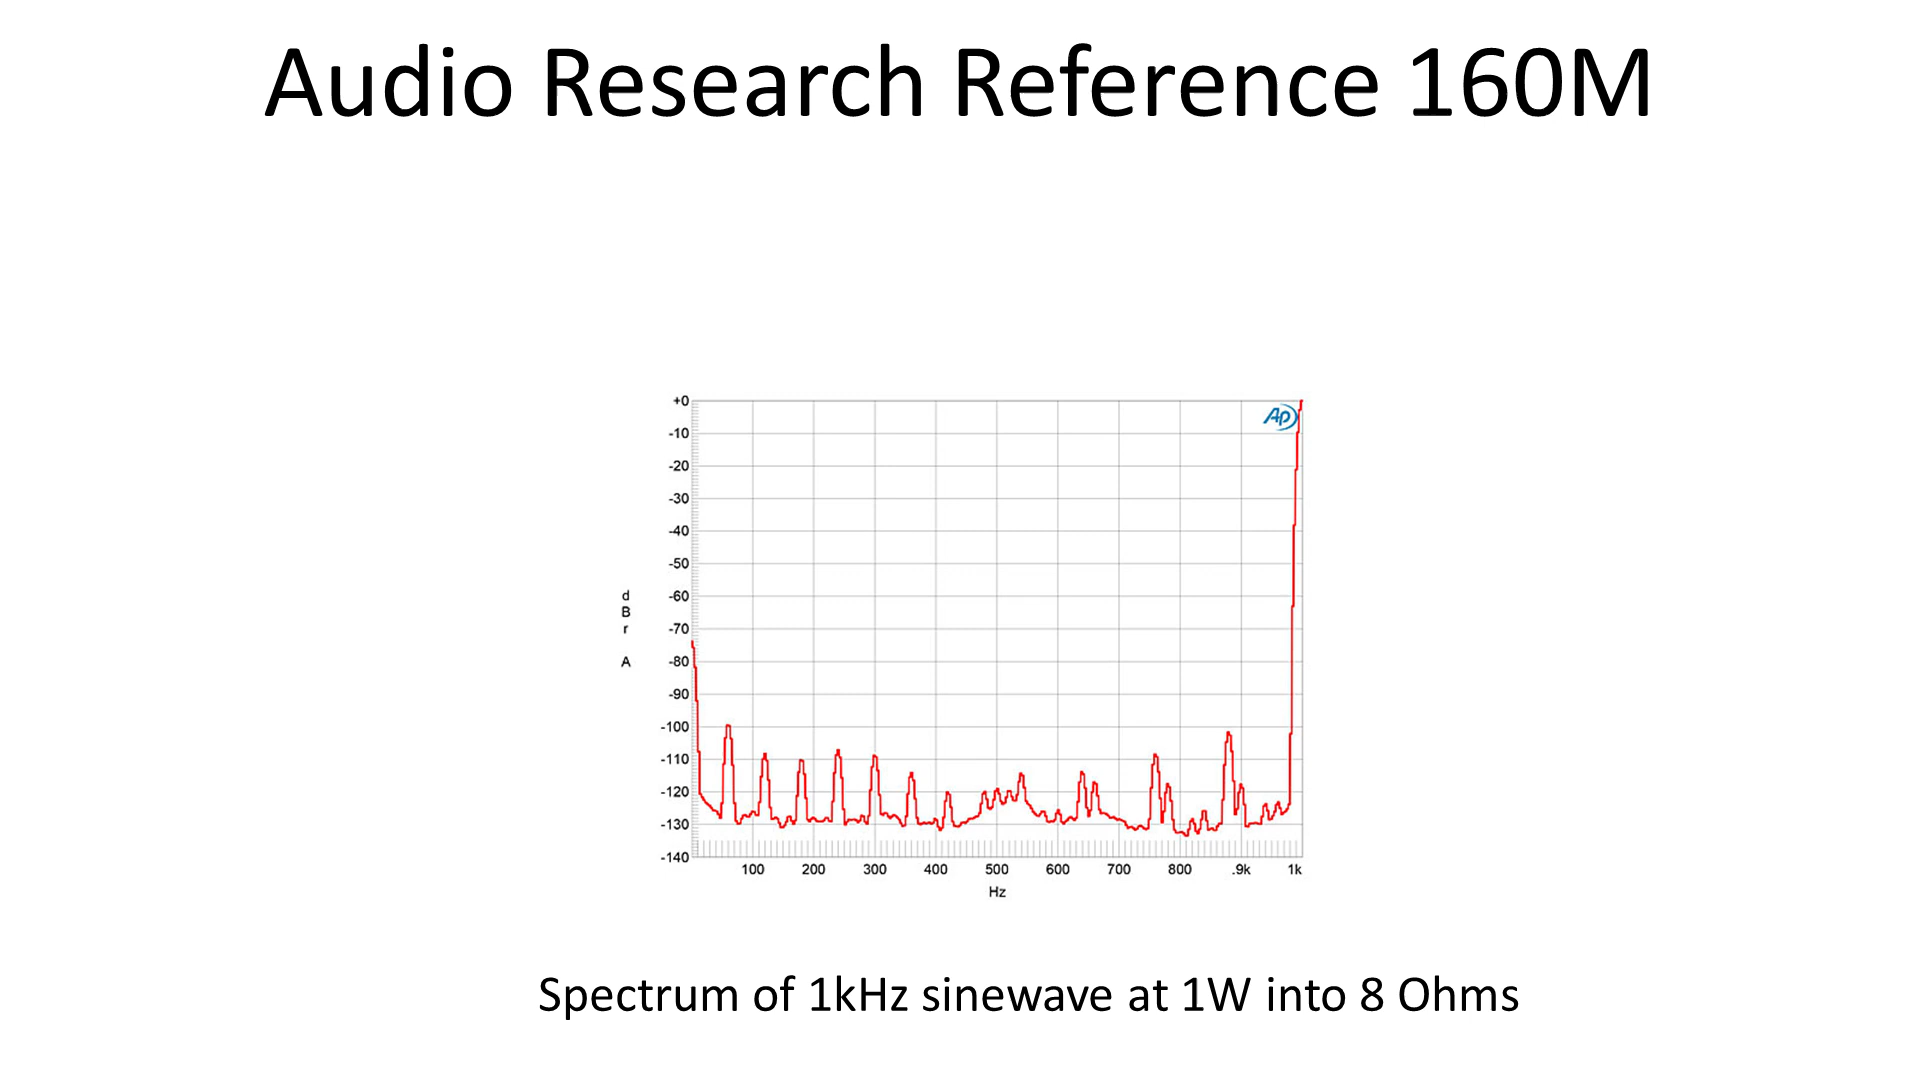 Audio Research Reference 160M
+0
-10
-20
-30
-40
-50
-60
-70
-80
-90
-100
-110
-120
-130
-140
d
B
r
A
Ap
100 200 300 400 500 600 700 800 .9k 1k
Hz
Spectrum of 1kHz sinewave at 1W into 8 Ohms